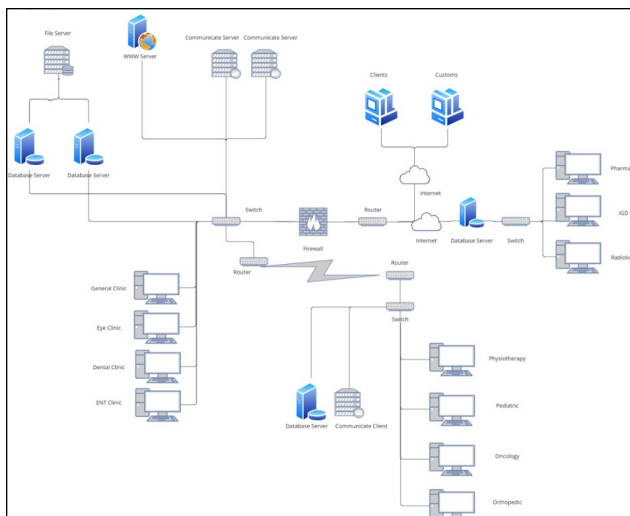 File Server
WWW Server
Communicate Server
Communicate Server
Clients
Customs
Database Server
Database Server
Internet
Pharma
Switch
Router
Internet
Database Server
Switch
IGD
Firewall
Radiolo
Router
Router
General Clinic
Eye Clinic
Switch
Dental Clinic
Physiotherapy
ENT Clinic
Pediatric
Database Server
Communicate Client
Oncology
Orthopedic